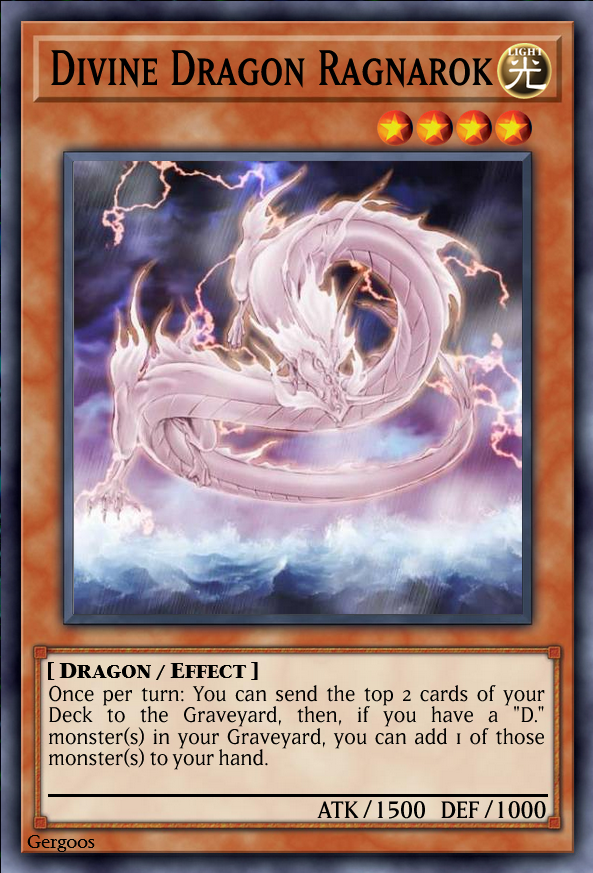 Divine Dragon Ragnarok
LIGHT
光
[ Dragon / Effect ]
Once per turn: You can send the top 2 cards of your
Deck to the Graveyard, then, if you have a "D."
monster(s) in your Graveyard, you can add 1 of those
monster(s) to your hand.
ATK / 1500 DEF / 1000
Gergoos